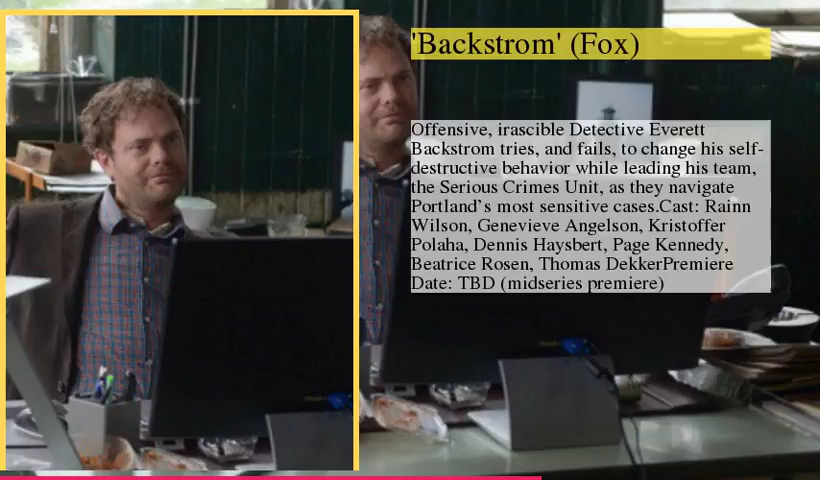 'Backstrom' (Fox)
Offensive, irascible Detective Everett
Backstrom tries, and fails, to change his self-
destructive behavior while leading his team,
the Serious Crimes Unit, as they navigate
Portland's most sensitive cases.Cast: Rainn
Wilson, Genevieve Angelson, Kristoffer
Polaha, Dennis Haysbert, Page Kennedy,
Beatrice Rosen, Thomas DekkerPremiere
Date: TBD (midseries premiere)